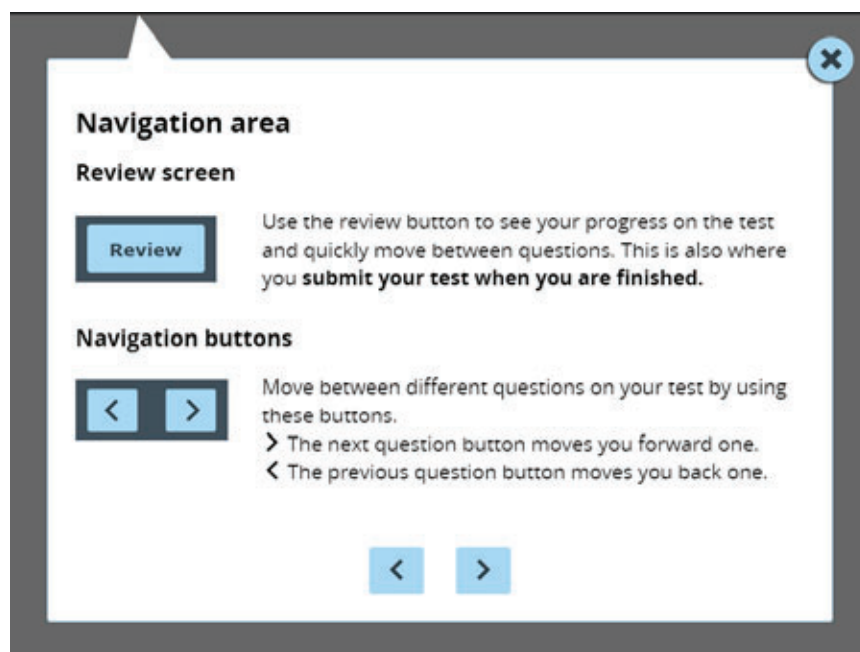 Navigation area
Review screen
Review
Use the review button to see your progress on the test
and quickly move between questions. This is also where
you submit your test when you are finished.
Navigation buttons
< >
Move between different questions on your test by using
these buttons.
> The next question button moves you forward one.
< The previous question button moves you back one.
< >